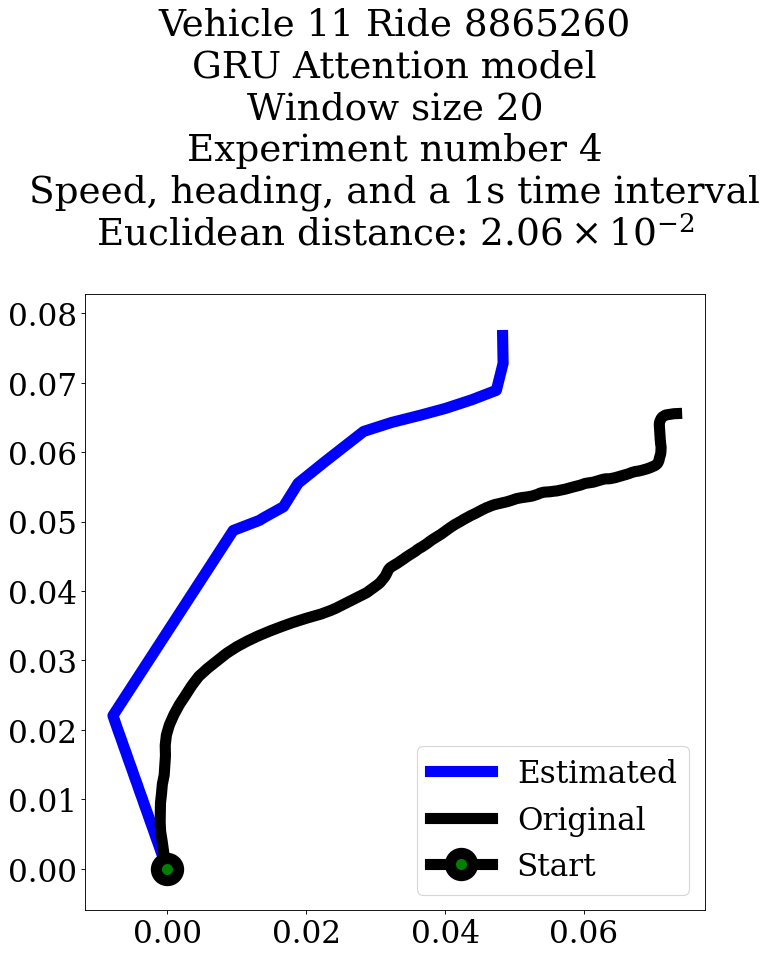 Vehicle 11 Ride 8865260
GRU Attention model
Window size 20
Experiment number 4
Speed, heading, and a 1s time interval
Euclidean distance: 2.06 × 10⁻²
0.08
0.07
0.06
0.05
0.04
0.03
0.02
0.01
0.00
Estimated
Original
Start
0.00 0.02 0.04 0.06